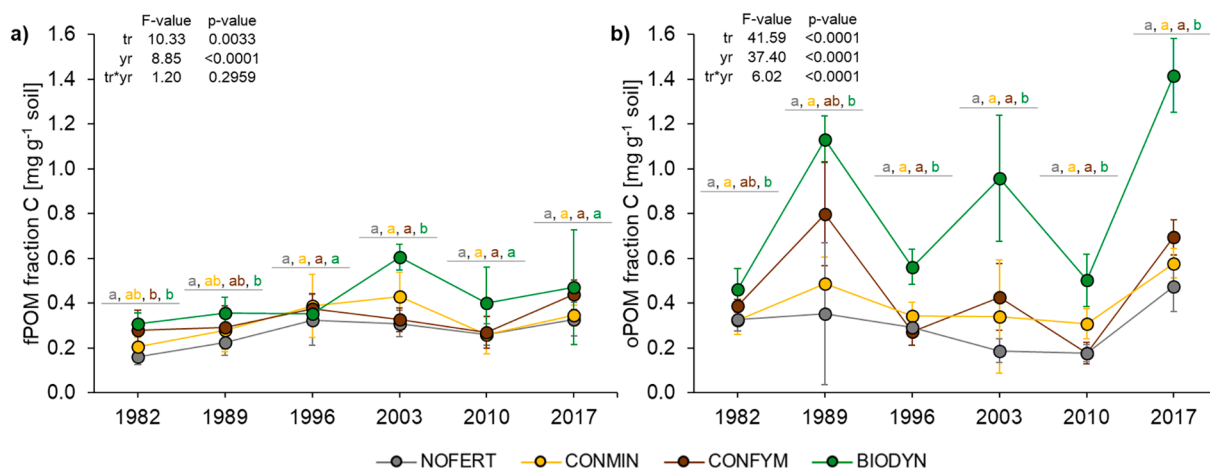 a)
F-value p-value
tr 10.33 0.0033
yr 8.85 <0.0001
tr*yr 1.20 0.2959
fPOM fraction C [mg g⁻¹ soil]
1.6
1.4
1.2
1.0
0.8
0.6
0.4
0.2
0.0
a, ab, b, b
a, ab, ab, b
a, a, a, a
a, a, a, b
a, a, a, a
a, a, a, a
1982 1989 1996 2003 2010 2017
b)
F-value p-value
tr 41.59 <0.0001
yr 37.40 <0.0001
tr*yr 6.02 <0.0001
oPOM fraction C [mg g⁻¹ soil]
1.6
1.4
1.2
1.0
0.8
0.6
0.4
0.2
0.0
a, a, ab, b
a, a, ab, b
a, a, a, b
a, a, a, b
a, a, a, b
a, a, a, b
1982 1989 1996 2003 2010 2017
NOFERT CONMIN CONFYM BIODYN